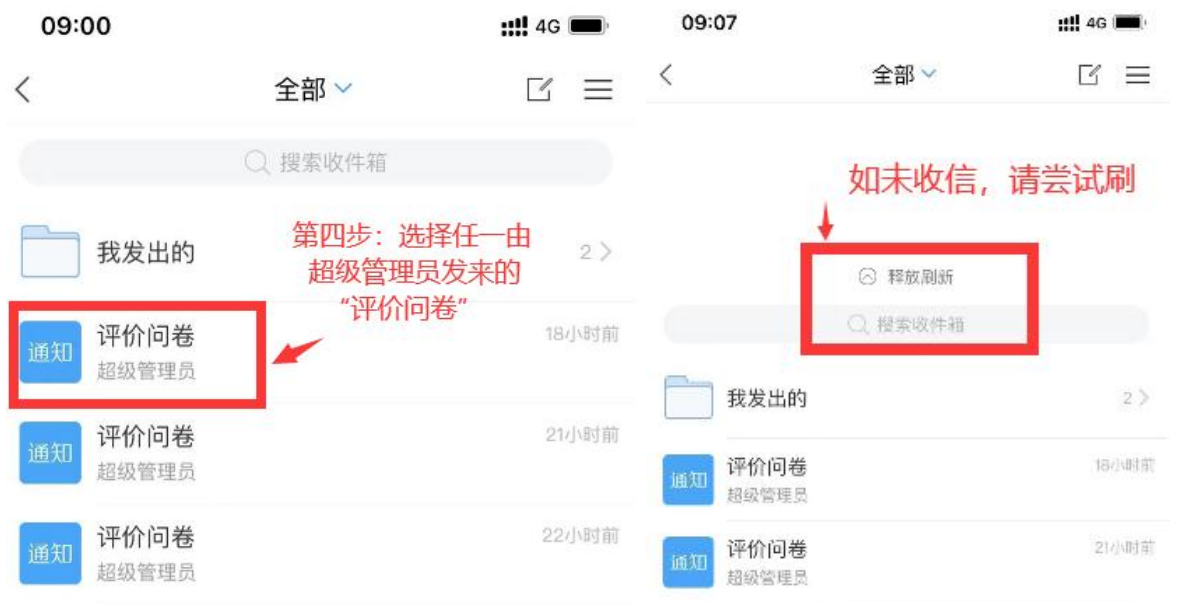 09:00
4G
全部
搜索收件箱
我发出的
2
第四步：选择任一由
超级管理员发来的
“评价问卷”
通知
评价问卷
超级管理员
18小时前
通知
评价问卷
超级管理员
21小时前
通知
评价问卷
超级管理员
22小时前
09:07
4G
全部
如未收信，请尝试刷
释放刷新
搜索收件箱
我发出的
2
通知
评价问卷
超级管理员
18小时前
通知
评价问卷
超级管理员
21小时前